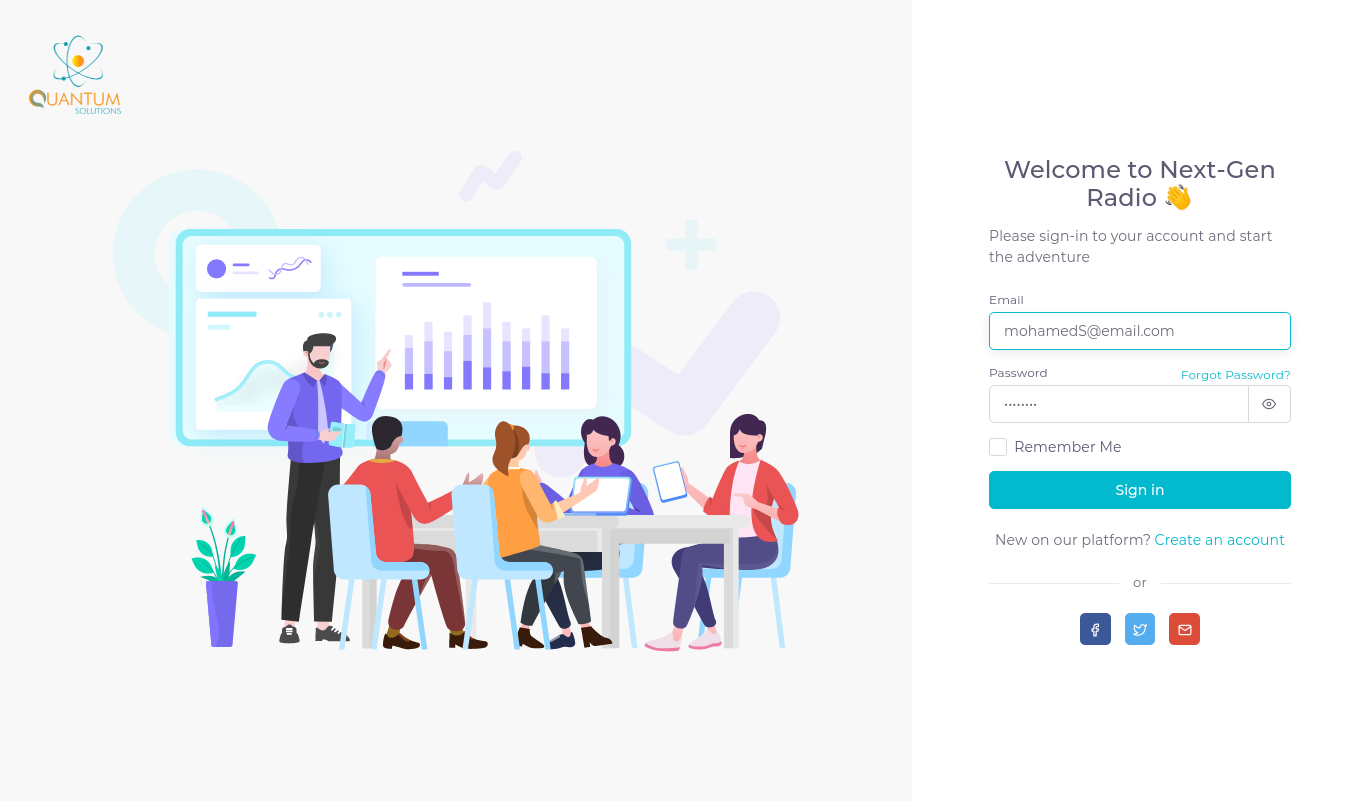 QUANTUM
SOLUTIONS
Welcome to Next-Gen
Radio 👋
Please sign-in to your account and start
the adventure
Email
mohamedS@email.com
Password
Forgot Password?
········
Remember Me
Sign in
New on our platform? Create an account
or